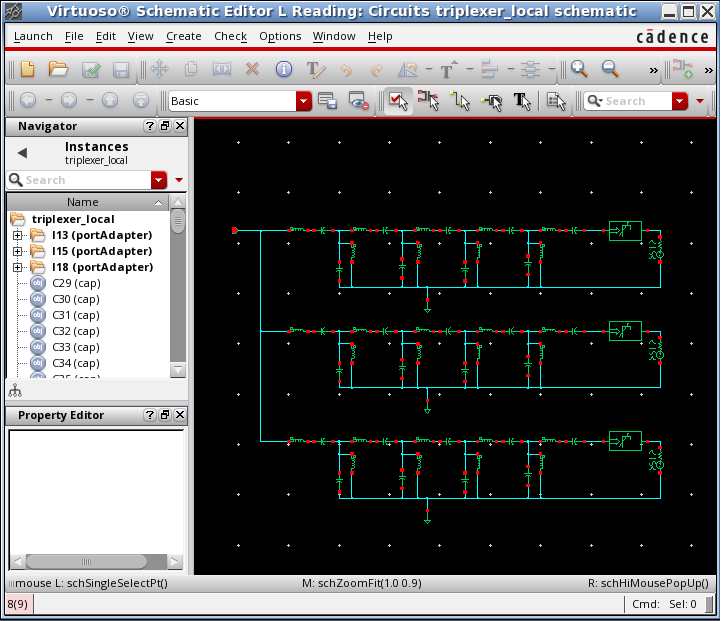 Virtuoso® Schematic Editor L Reading: Circuits triplexer_local schematic
Launch File Edit View Create Check Options Window Help
cādence
»
»
Basic
Search
Navigator
Instances
triplexer_local
Search
Name
triplexer_local
I13 (portAdapter)
I15 (portAdapter)
I18 (portAdapter)
C29 (cap)
C30 (cap)
C31 (cap)
C32 (cap)
C33 (cap)
C34 (cap)
Property Editor
mouse L: schSingleSelectPt()
M: schZoomFit(1.0 0.9)
R: schHiMousePopUp()
8(9)
Cmd: Sel: 0